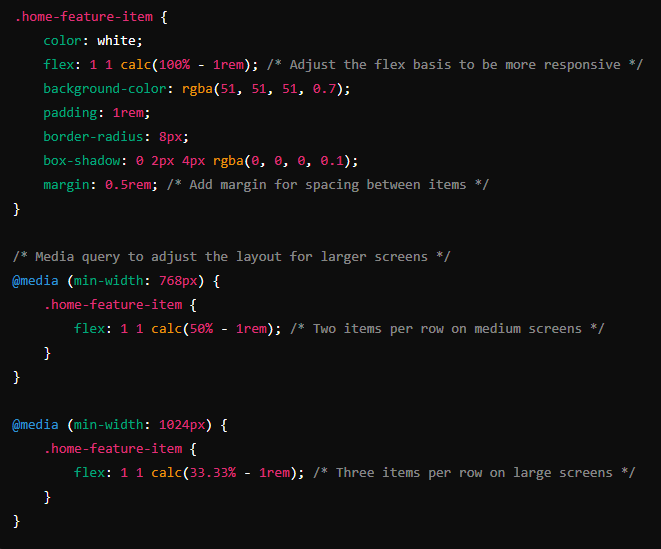 .home-feature-item {
    color: white;
    flex: 1 1 calc(100% - 1rem); /* Adjust the flex basis to be more responsive */
    background-color: rgba(51, 51, 51, 0.7);
    padding: 1rem;
    border-radius: 8px;
    box-shadow: 0 2px 4px rgba(0, 0, 0, 0.1);
    margin: 0.5rem; /* Add margin for spacing between items */
}

/* Media query to adjust the layout for larger screens */
@media (min-width: 768px) {
    .home-feature-item {
        flex: 1 1 calc(50% - 1rem); /* Two items per row on medium screens */
    }
}

@media (min-width: 1024px) {
    .home-feature-item {
        flex: 1 1 calc(33.33% - 1rem); /* Three items per row on large screens */
    }
}